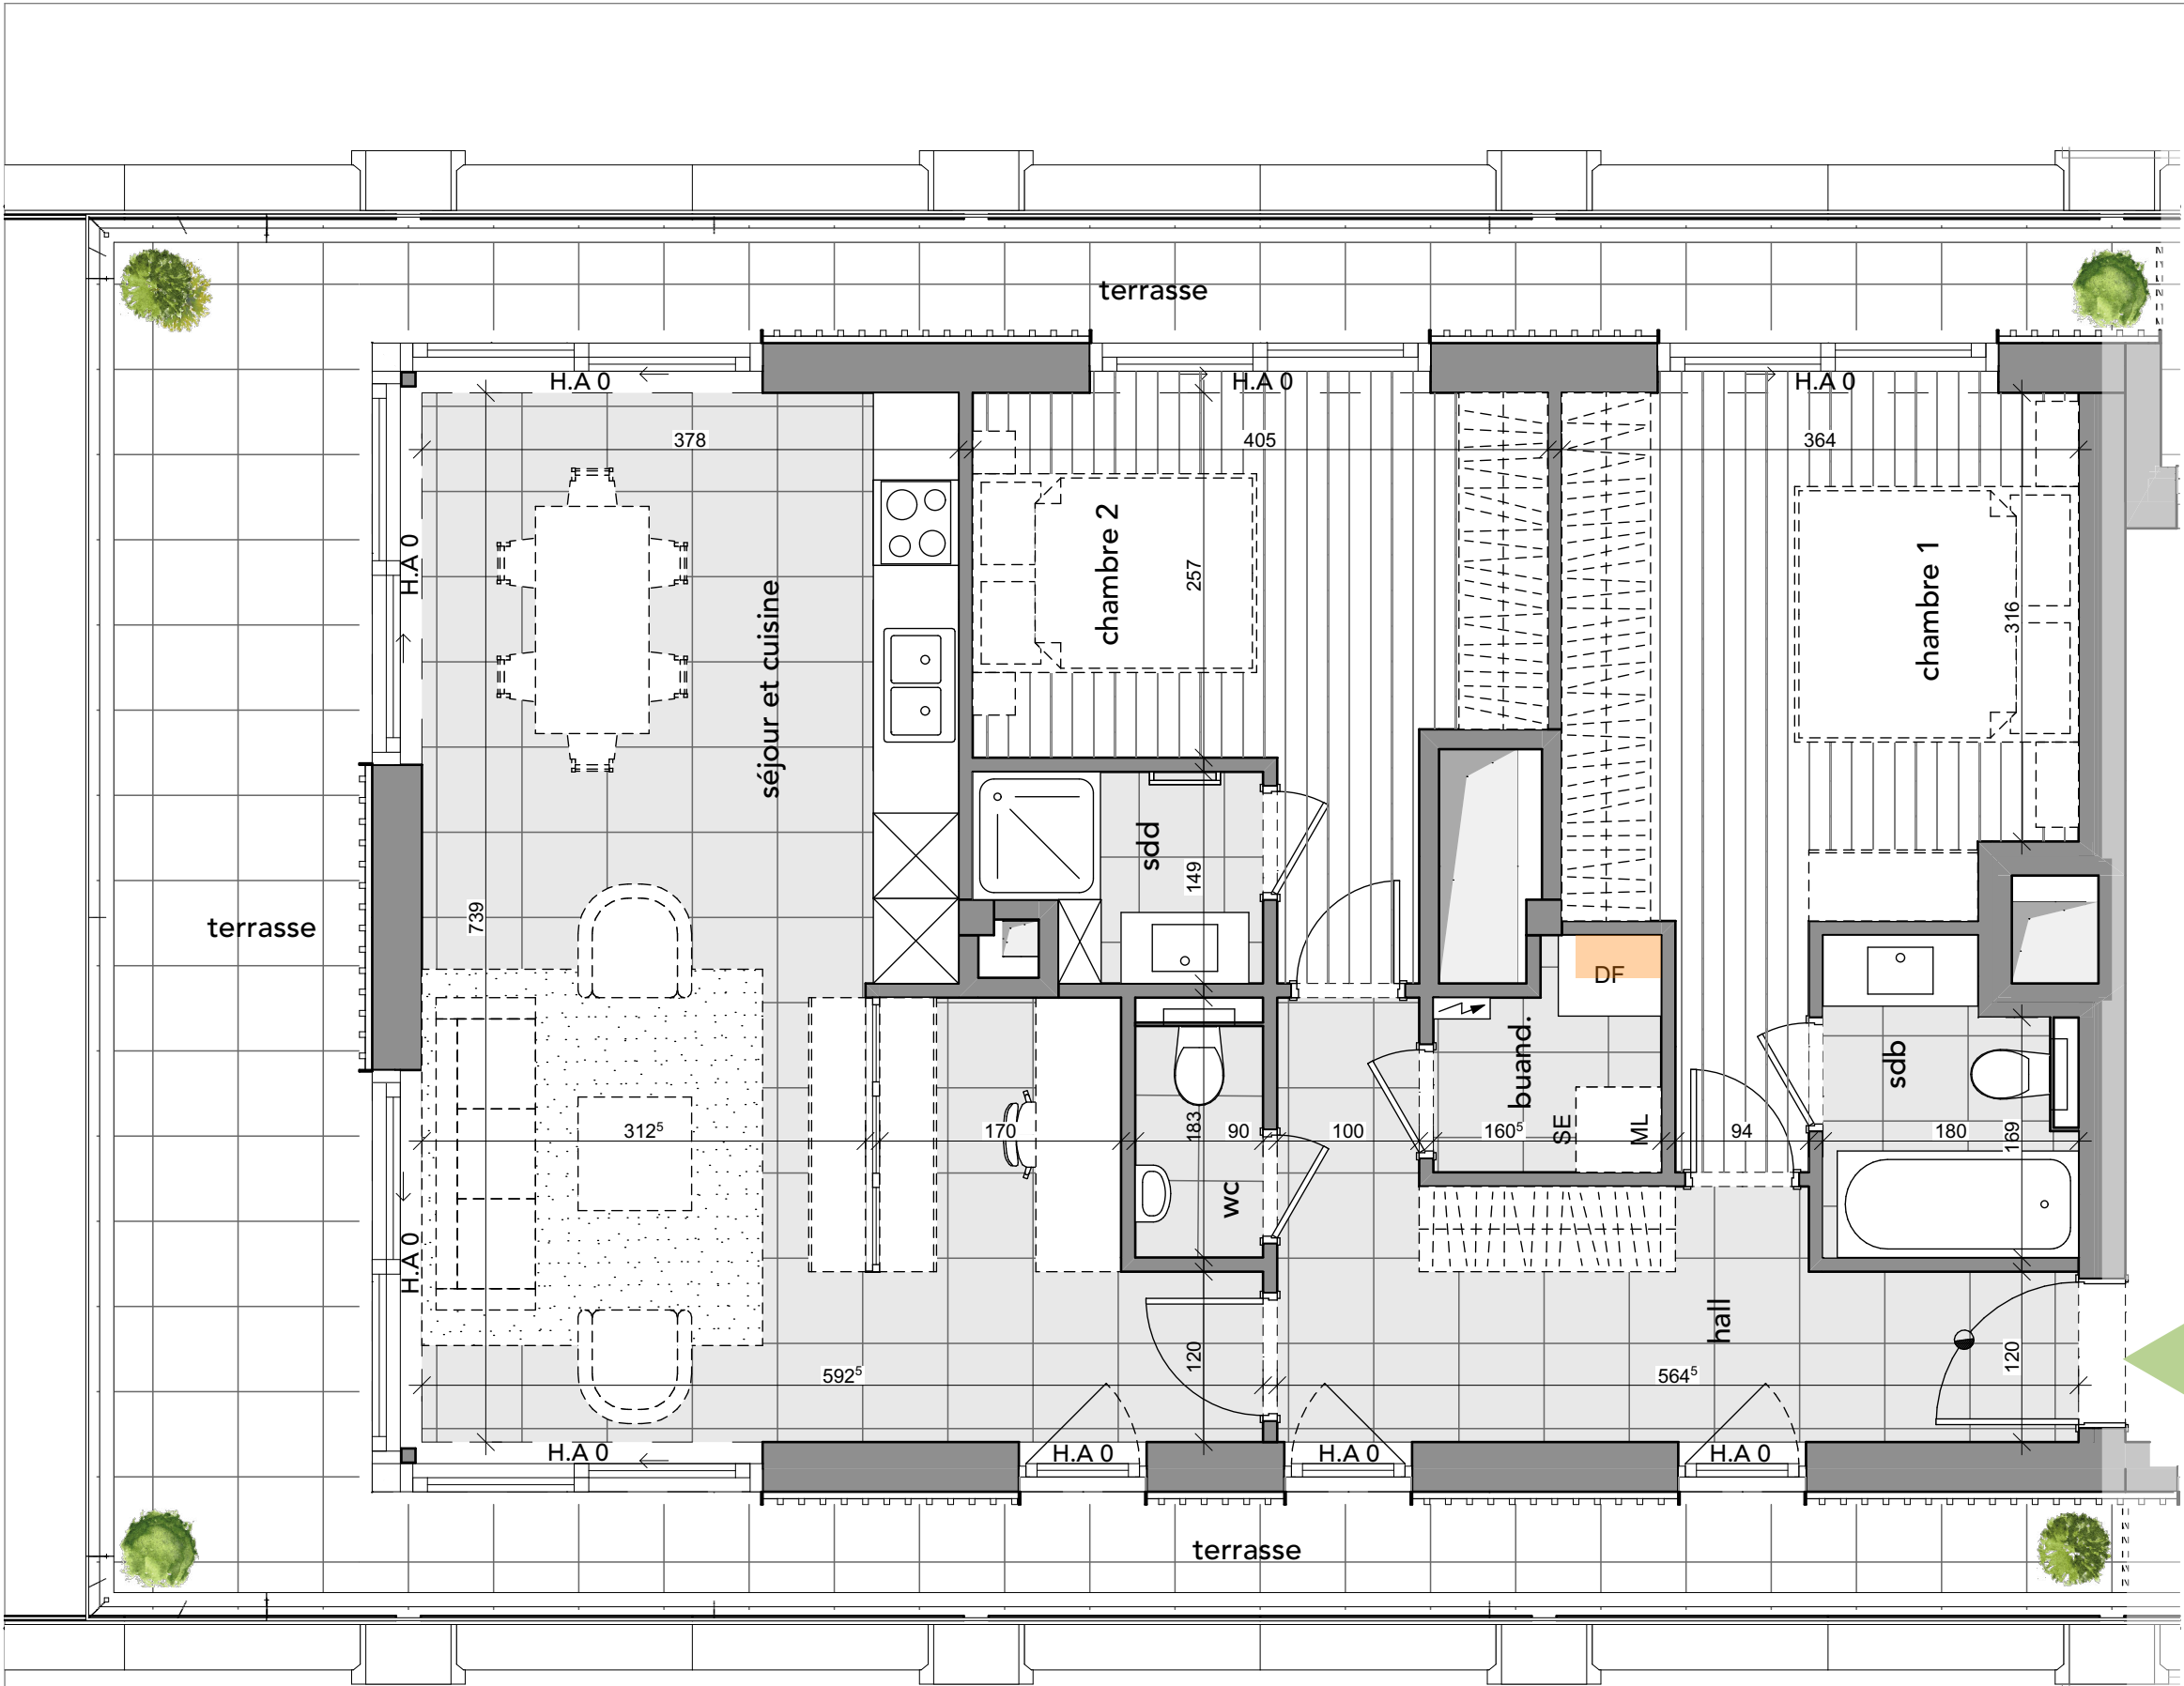 terrasse
H.A 0
H.A 0
H.A 0
378
405
364
H.A 0
séjour et cuisine
chambre 2
257
chambre 1
316
terrasse
739
sdd
149
DF
buand.
sdb
312⁵
170
183
90
100
160⁵
SE
ML
94
180
169
wc
H.A 0
hall
592⁵
120
564⁵
120
H.A 0
H.A 0
H.A 0
H.A 0
terrasse